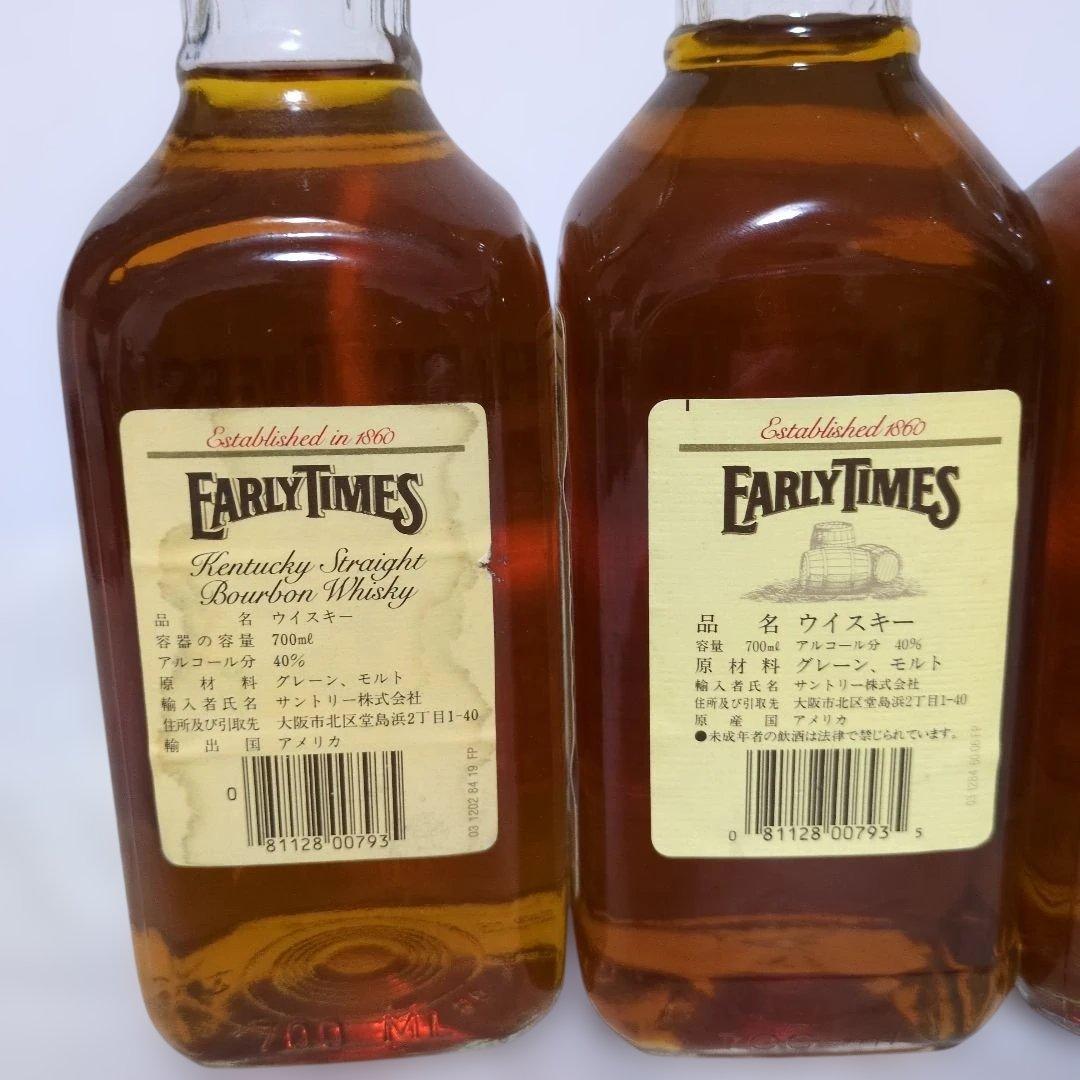 Established in 1860
EARLY TIMES
Kentucky Straight
Bourbon Whisky
品名 ウイスキー
容器の容量 700mℓ
アルコール分 40%
原材料 グレーン、モルト
輸入者氏名 サントリー株式会社
住所及び引取先 大阪市北区堂島浜2丁目1-40
輸出国 アメリカ
0 81128 00793
03 1202 84 19 FP
700 ML
Established 1860
EARLY TIMES
品名 ウイスキー
容量 700mℓ アルコール分 40%
原材料 グレーン、モルト
輸入者氏名 サントリー株式会社
住所及び引取先 大阪市北区堂島浜2丁目1-40
原産国 アメリカ
●未成年者の飲酒は法律で禁じられています。
0 81128 00793 5
03 1284 60 06 FP